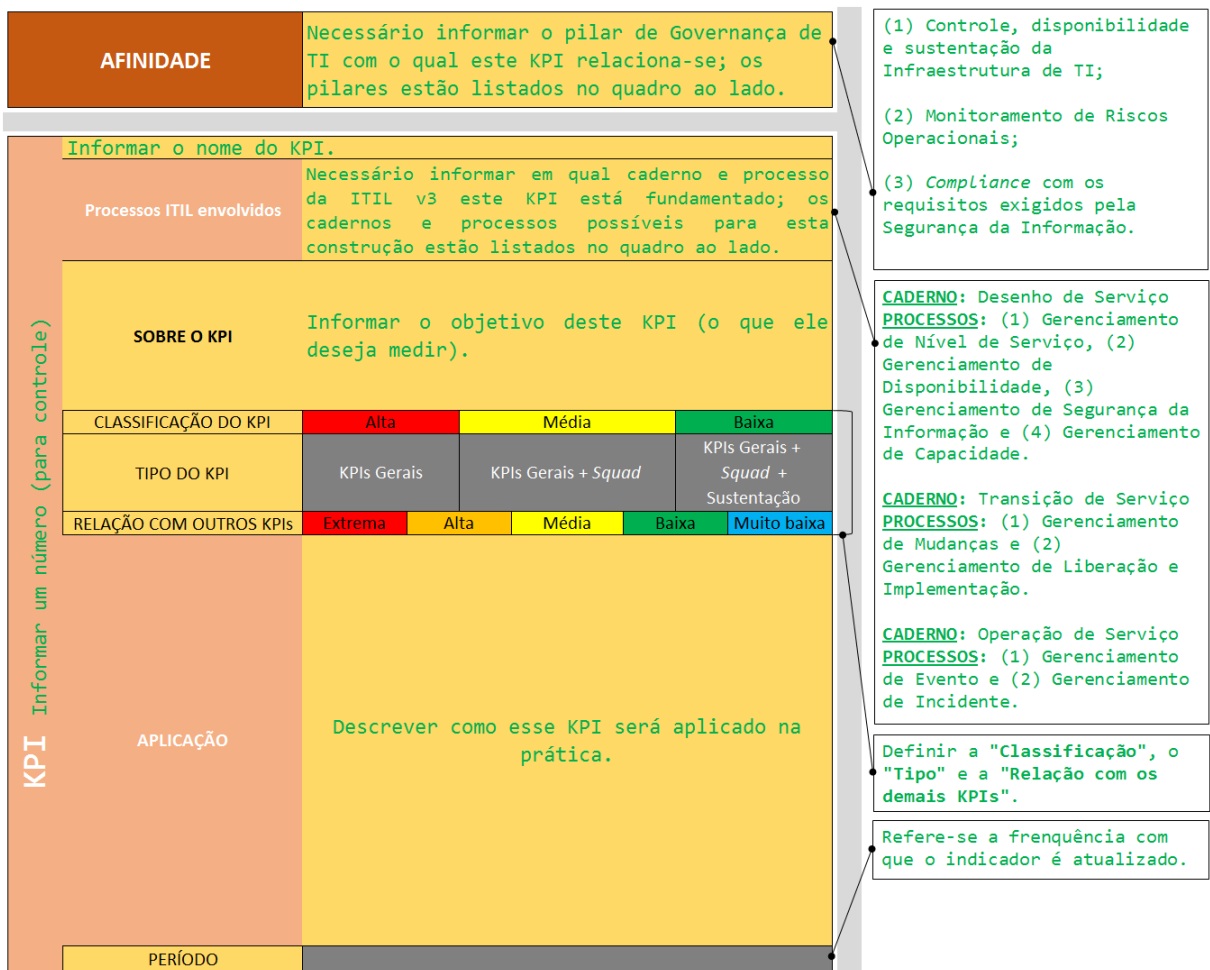 AFINIDADE
Necessário informar o pilar de Governança de
TI com o qual este KPI relaciona-se; os
pilares estão listados no quadro ao lado.
(1) Controle, disponibilidade
e sustentação da
Infraestrutura de TI;
(2) Monitoramento de Riscos
Operacionais;
(3) Compliance com os
requisitos exigidos pela
Segurança da Informação.
KPI Informar um número (para controle)
Informar o nome do KPI.
Processos ITIL envolvidos
Necessário informar em qual caderno e processo
da ITIL v3 este KPI está fundamentado; os
cadernos e processos possíveis para esta
construção estão listados no quadro ao lado.
CADERNO: Desenho de Serviço
PROCESSOS: (1) Gerenciamento
de Nível de Serviço, (2)
Gerenciamento de
Disponibilidade, (3)
Gerenciamento de Segurança da
Informação e (4) Gerenciamento
de Capacidade.
CADERNO: Transição de Serviço
PROCESSOS: (1) Gerenciamento
de Mudanças e (2)
Gerenciamento de Liberação e
Implementação.
CADERNO: Operação de Serviço
PROCESSOS: (1) Gerenciamento
de Evento e (2) Gerenciamento
de Incidente.
SOBRE O KPI
Informar o objetivo deste KPI (o que ele
deseja medir).
CLASSIFICAÇÃO DO KPI
Alta
Média
Baixa
TIPO DO KPI
KPIs Gerais
KPIs Gerais + Squad
KPIs Gerais +
Squad +
Sustentação
RELAÇÃO COM OUTROS KPIs
Extrema
Alta
Média
Baixa
Muito baixa
Definir a "Classificação", o
"Tipo" e a "Relação com os
demais KPIs".
APLICAÇÃO
Descrever como esse KPI será aplicado na
prática.
Refere-se a frenquência com
que o indicador é atualizado.
PERÍODO